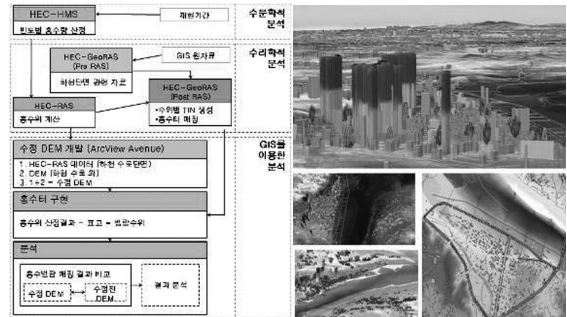 HEC-HMS
빈도별 홍수량 산정
재현기간
수문학적
분석
HEC-GeoRAS
(Pre RAS)
하천단면 관련 자료
GIS 원자료
수리학적
분석
HEC-GeoRAS
(Post RAS)
•수위별 TIN 생성
•홍수터 매핑
HEC-RAS
홍수위 계산
수정 DEM 개발 (ArcView Avenue)
1. HEC-RAS 데이터 (하천 수로단면)
2. DEM (하천 수로 외)
3. 1+2 = 수정 DEM
GIS를
이용한
분석
홍수터 구현
홍수위 산정결과 - 표고 = 범람수위
분석
홍수범람 매핑 결과 비교
수정 DEM
수정전
DEM
결과 분석